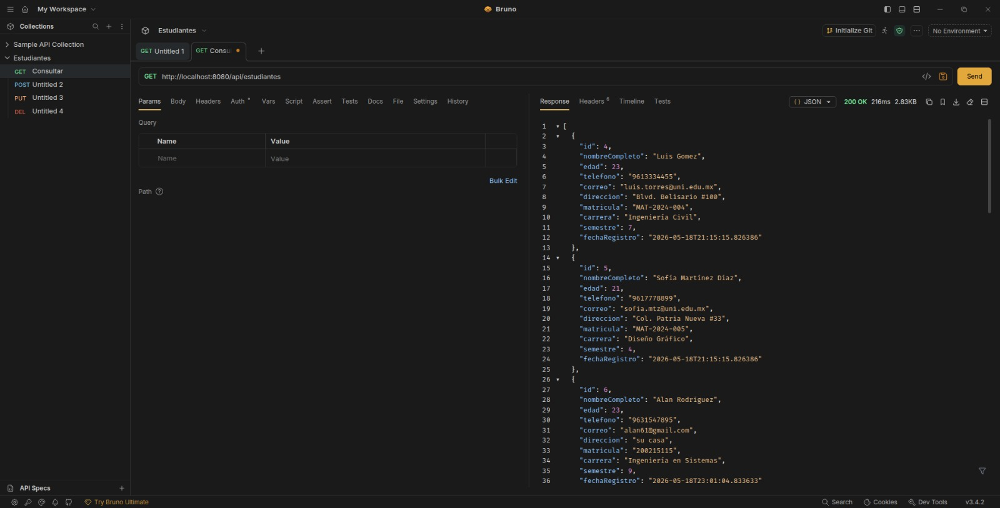 My Workspace
Bruno
Collections
Estudiantes
Initialize Git
No Environment
Sample API Collection
Estudiantes
GET Consultar
POST Untitled 2
PUT Untitled 3
DEL Untitled 4
GET Untitled 1
GET Consu
GET http://localhost:8080/api/estudiantes
Send
Params Body Headers Auth Vars Script Assert Tests Docs File Settings History
Query
Name Value
Name Value
Bulk Edit
Path
Response Headers 6 Timeline Tests
{ } JSON 200 OK 216ms 2.83KB
1 [
2 {
3 "id": 4,
4 "nombreCompleto": "Luis Gomez",
5 "edad": 23,
6 "telefono": "9613334455",
7 "correo": "luis.torres@uni.edu.mx",
8 "direccion": "Blvd. Belisario #100",
9 "matricula": "MAT-2024-004",
10 "carrera": "Ingeniería Civil",
11 "semestre": 7,
12 "fechaRegistro": "2026-05-18T21:15:15.826386"
13 },
14 {
15 "id": 5,
16 "nombreCompleto": "Sofía Martínez Díaz",
17 "edad": 21,
18 "telefono": "9617778899",
19 "correo": "sofia.mtz@uni.edu.mx",
20 "direccion": "Col. Patria Nueva #33",
21 "matricula": "MAT-2024-005",
22 "carrera": "Diseño Gráfico",
23 "semestre": 4,
24 "fechaRegistro": "2026-05-18T21:15:15.826386"
25 },
26 {
27 "id": 6,
28 "nombreCompleto": "Alan Rodriguez",
29 "edad": 23,
30 "telefono": "9631547895",
31 "correo": "alan61@gmail.com",
32 "direccion": "su casa",
33 "matricula": "200215115",
34 "carrera": "Ingeniería en Sistemas",
35 "semestre": 9,
36 "fechaRegistro": "2026-05-18T23:01:04.833633"
API Specs
Try Bruno Ultimate
Search
Cookies
Dev Tools
v3.4.2